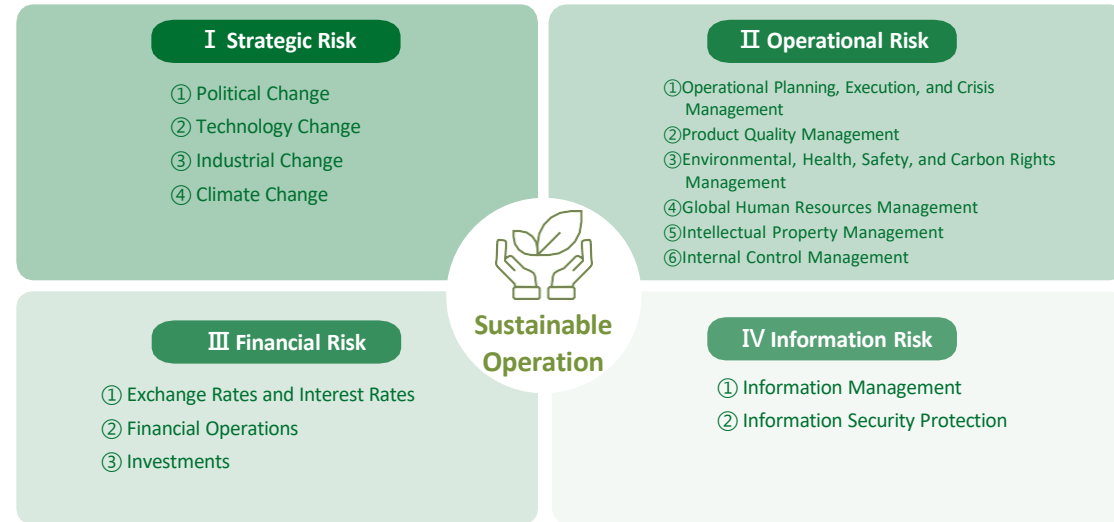 Ⅰ Strategic Risk
① Political Change
② Technology Change
③ Industrial Change
④ Climate Change
Ⅱ Operational Risk
①Operational Planning, Execution, and Crisis
Management
②Product Quality Management
③Environmental, Health, Safety, and Carbon Rights
Management
④Global Human Resources Management
⑤Intellectual Property Management
⑥Internal Control Management
Sustainable
Operation
Ⅲ Financial Risk
① Exchange Rates and Interest Rates
② Financial Operations
③ Investments
Ⅳ Information Risk
① Information Management
② Information Security Protection